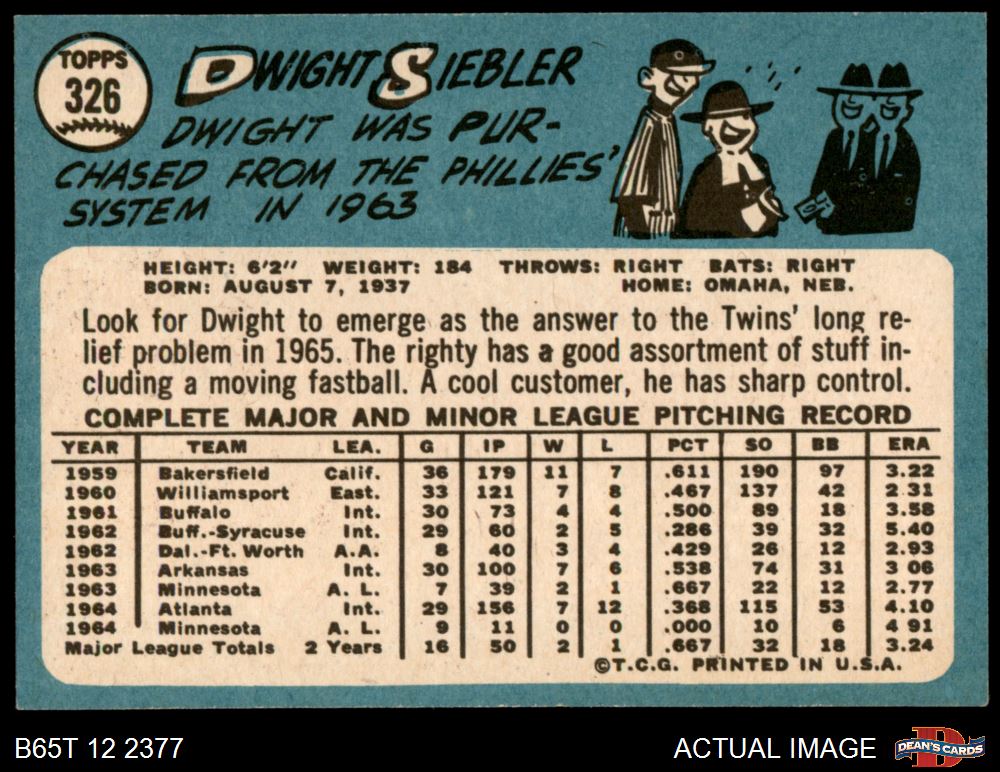 TOPPS
326
DWIGHT SIEBLER
DWIGHT WAS PUR-
CHASED FROM THE PHILLIES'
SYSTEM IN 1963
HEIGHT: 6'2" WEIGHT: 184 THROWS: RIGHT BATS: RIGHT
BORN: AUGUST 7, 1937 HOME: OMAHA, NEB.
Look for Dwight to emerge as the answer to the Twins' long re-
lief problem in 1965. The righty has a good assortment of stuff in-
cluding a moving fastball. A cool customer, he has sharp control.
COMPLETE MAJOR AND MINOR LEAGUE PITCHING RECORD
YEAR TEAM LEA. G IP W L PCT SO BB ERA
1959 Bakersfield Calif. 36 179 11 7 .611 190 97 3.22
1960 Williamsport East. 33 121 7 8 .467 137 42 2.31
1961 Buffalo Int. 30 73 4 4 .500 89 18 3.58
1962 Buff.-Syracuse Int. 29 60 2 5 .286 39 32 5.40
1962 Dal.-Ft. Worth A.A. 8 40 3 4 .429 26 12 2.93
1963 Arkansas Int. 30 100 7 6 .538 74 31 3 06
1963 Minnesota A. L. 7 39 2 1 .667 22 12 2.77
1964 Atlanta Int. 29 156 7 12 .368 115 53 4.10
1964 Minnesota A. L. 9 11 0 0 .000 10 6 4 91
Major League Totals 2 Years 16 50 2 1 .667 32 18 3.24
©T.C.G. PRINTED IN U.S.A.
B65T 12 2377 ACTUAL IMAGE
D
DEAN'S CARDS